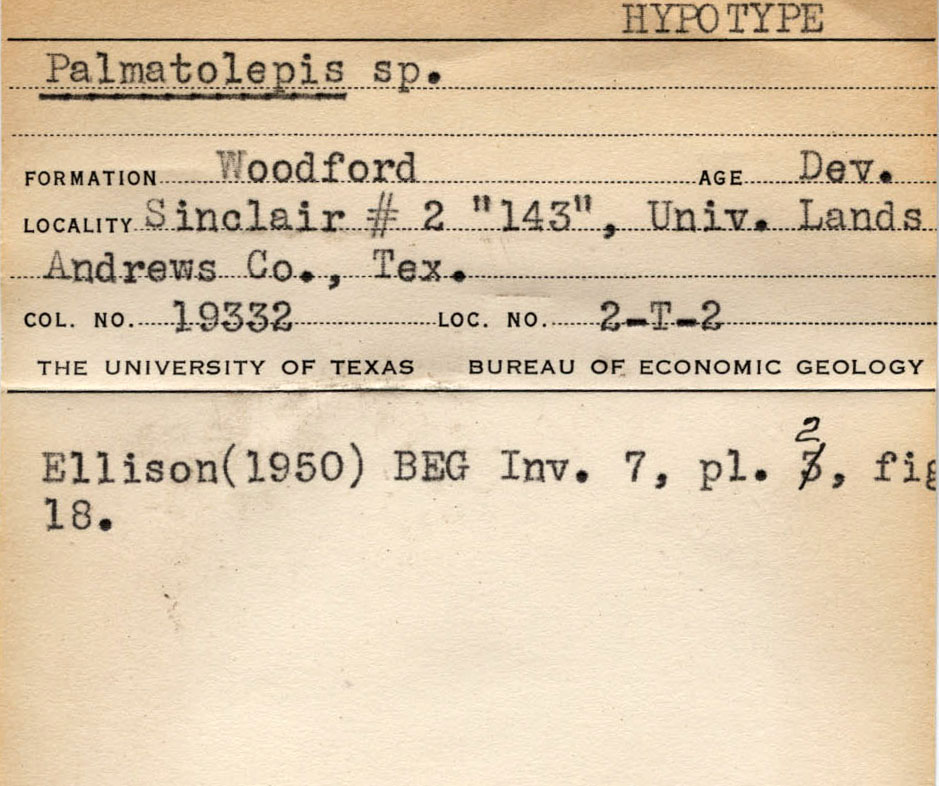 HYPOTYPE
Palmatolepis sp.
FORMATION Woodford AGE Dev.
LOCALITY Sinclair # 2 "143", Univ. Lands
Andrews Co., Tex.
COL. NO. 19332 LOC. NO. 2-T-2
THE UNIVERSITY OF TEXAS BUREAU OF ECONOMIC GEOLOGY
2
Ellison(1950) BEG Inv. 7, pl. 3, fig
18.